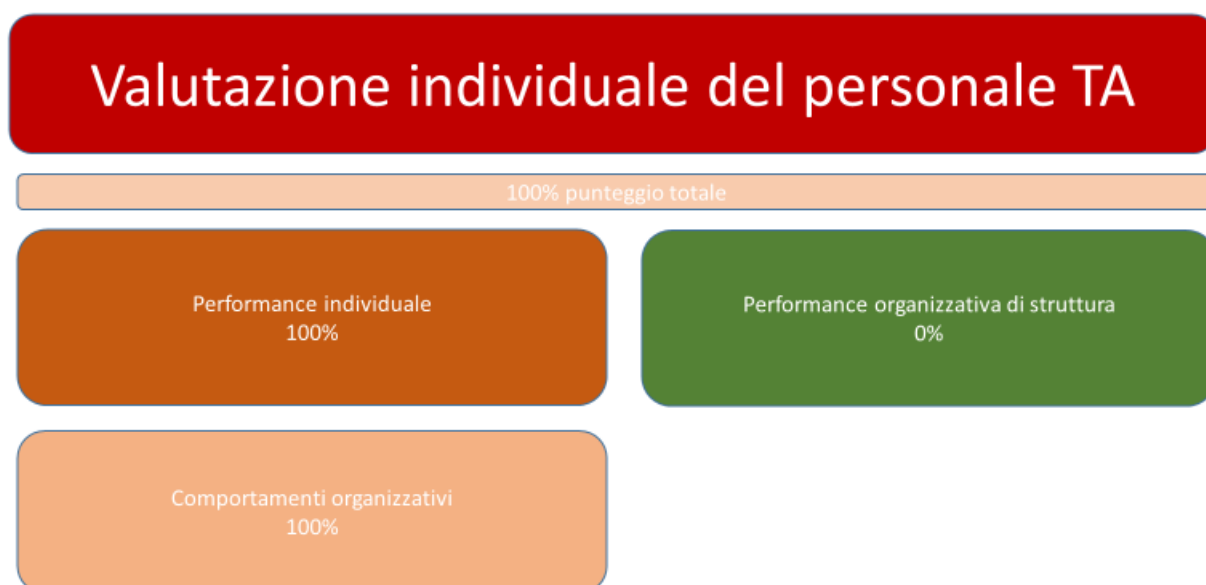 Valutazione individuale del personale TA
100% punteggio totale
Performance individuale
100%
Performance organizzativa di struttura
0%
Comportamenti organizzativi
100%